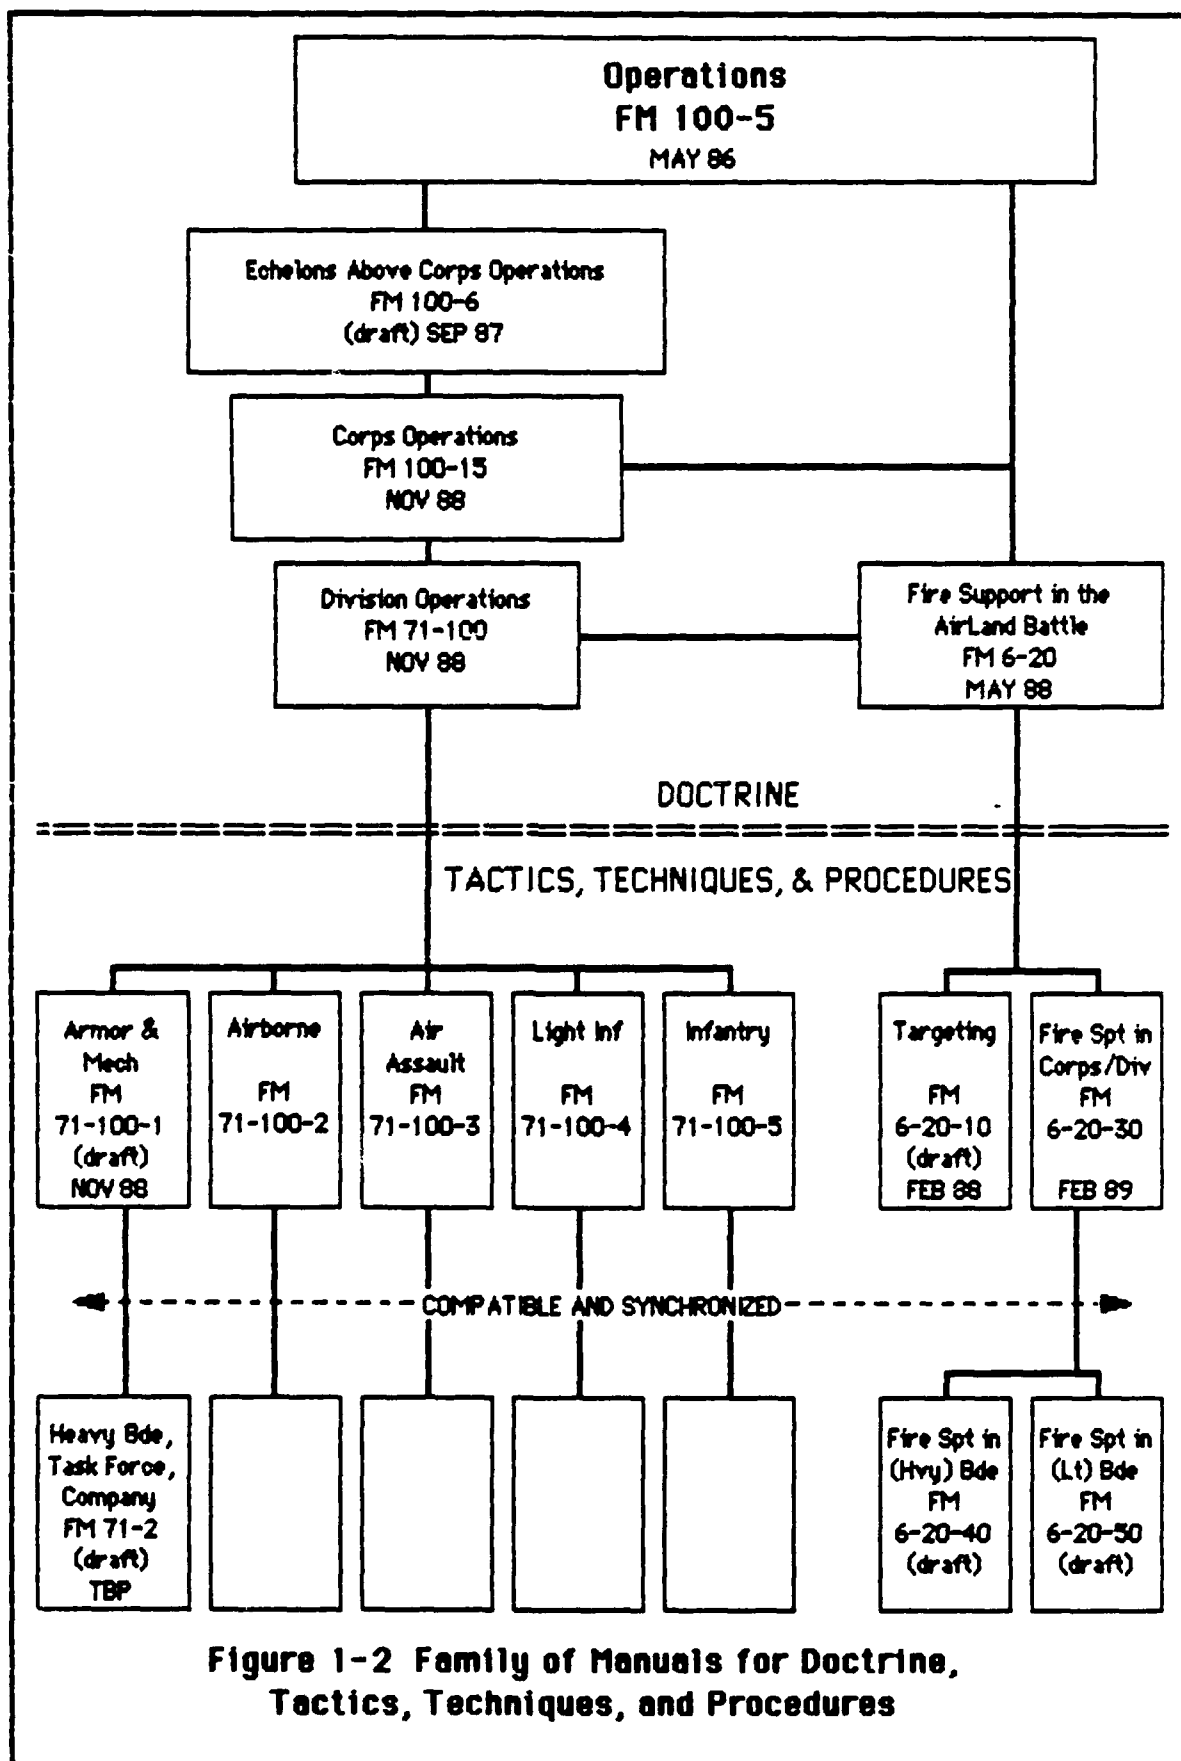 Operations
FM 100-5
MAY 86
Echelons Above Corps Operations
FM 100-6
(draft) SEP 87
Corps Operations
FM 100-15
NOV 88
Division Operations
FM 71-100
NOV 88
Fire Support in the
AirLand Battle
FM 6-20
MAY 88
DOCTRINE
TACTICS, TECHNIQUES, & PROCEDURES
Armor &
Mech
FM
71-100-1
(draft)
NOV 88
Airborne
FM
71-100-2
Air
Assault
FM
71-100-3
Light Inf
FM
71-100-4
Infantry
FM
71-100-5
Targeting
FM
6-20-10
(draft)
FEB 88
Fire Spt in
Corps/Div
FM
6-20-30
FEB 89
COMPATIBLE AND SYNCHRONIZED
Heavy Bde,
Task Force,
Company
FM 71-2
(draft)
TBP
Fire Spt in
(Hvy) Bde
FM
6-20-40
(draft)
Fire Spt in
(Lt) Bde
FM
6-20-50
(draft)
Figure 1-2 Family of Manuals for Doctrine,
Tactics, Techniques, and Procedures